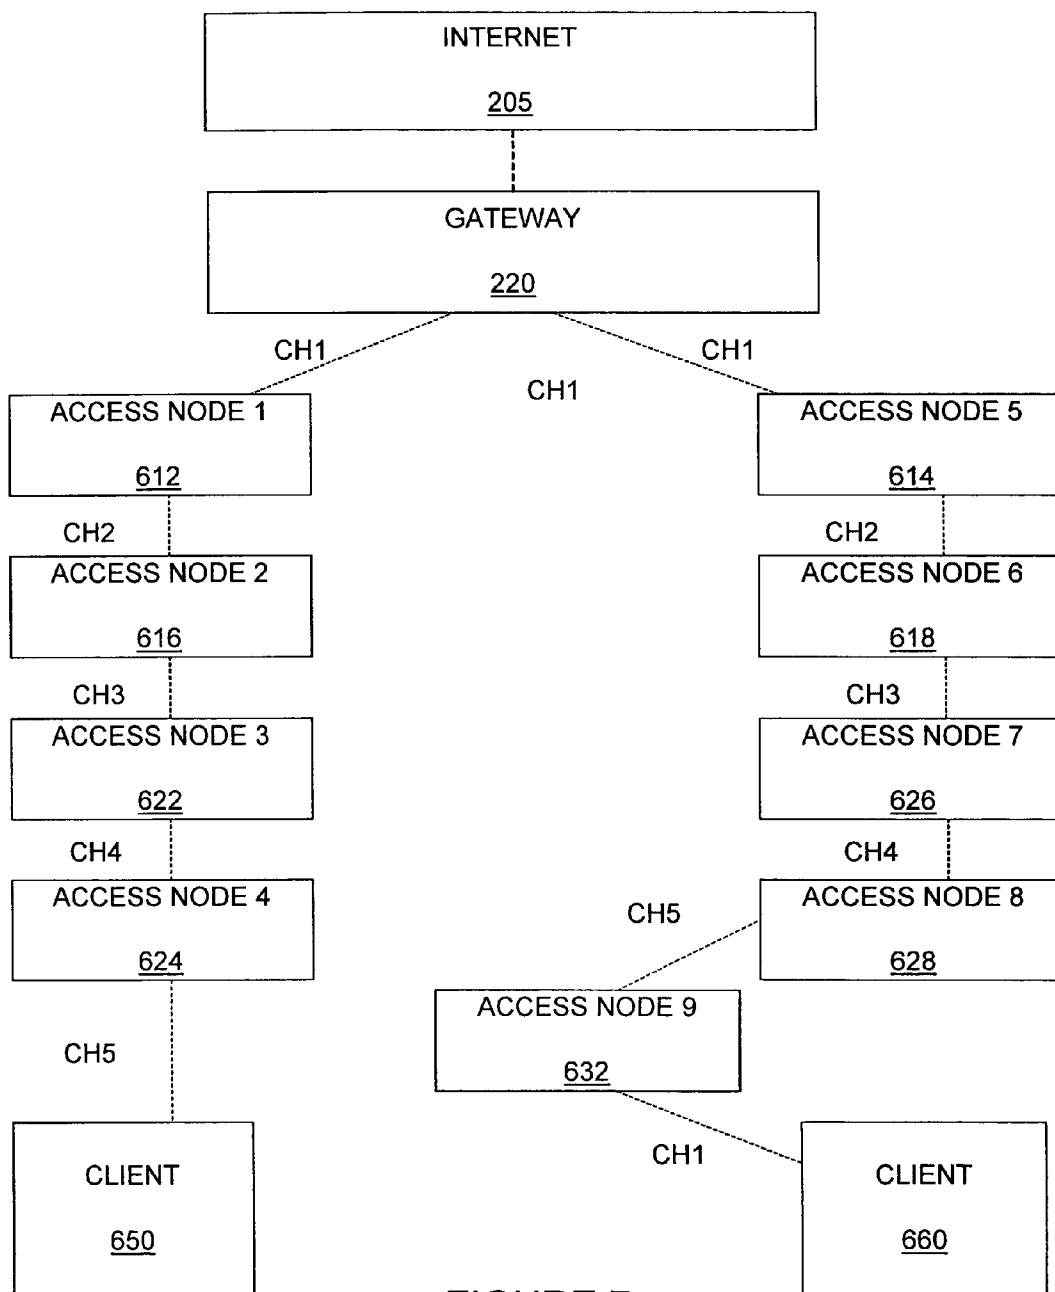 INTERNET
205
GATEWAY
220
CH1
CH1
CH1
ACCESS NODE 1
612
ACCESS NODE 5
614
CH2
CH2
ACCESS NODE 2
616
ACCESS NODE 6
618
CH3
CH3
ACCESS NODE 3
622
ACCESS NODE 7
626
CH4
CH4
ACCESS NODE 4
624
ACCESS NODE 8
628
CH5
ACCESS NODE 9
632
CH5
CH1
CLIENT
650
CLIENT
660